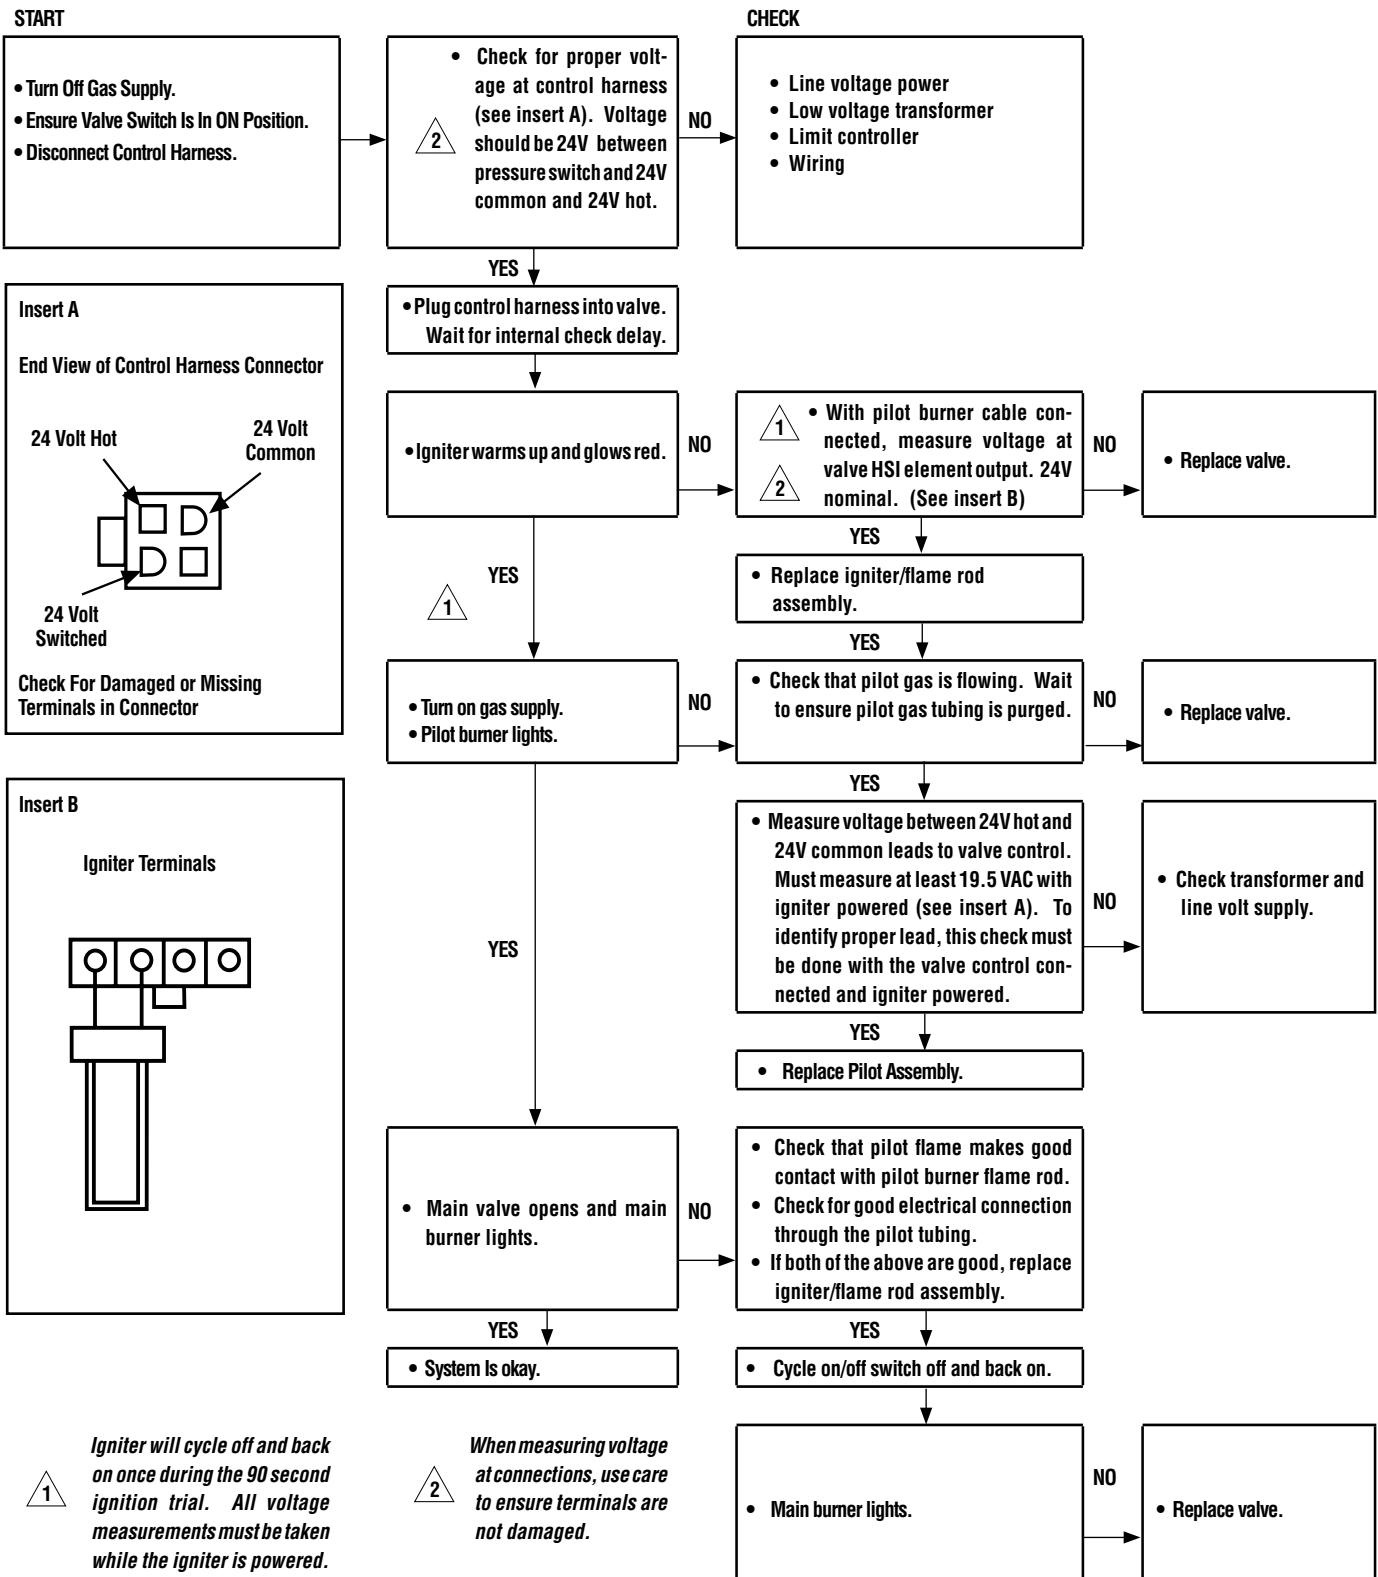 START
• Turn Off Gas Supply.
• Ensure Valve Switch Is In ON Position.
• Disconnect Control Harness.
• Check for proper volt-
age at control harness
(see insert A). Voltage
should be 24V between
pressure switch and 24V
common and 24V hot.
2
NO
CHECK
• Line voltage power
• Low voltage transformer
• Limit controller
• Wiring
YES
• Plug control harness into valve.
Wait for internal check delay.
Insert A
End View of Control Harness Connector
24 Volt Hot
24 Volt
Common
24 Volt
Switched
Check For Damaged or Missing
Terminals in Connector
• Igniter warms up and glows red.
NO
1
2
• With pilot burner cable con-
nected, measure voltage at
valve HSI element output. 24V
nominal. (See insert B)
NO
• Replace valve.
YES
• Replace igniter/flame rod
assembly.
YES
1
YES
• Turn on gas supply.
• Pilot burner lights.
NO
• Check that pilot gas is flowing. Wait
to ensure pilot gas tubing is purged.
NO
• Replace valve.
YES
Insert B
Igniter Terminals
• Measure voltage between 24V hot and
24V common leads to valve control.
Must measure at least 19.5 VAC with
igniter powered (see insert A). To
identify proper lead, this check must
be done with the valve control con-
nected and igniter powered.
NO
• Check transformer and
line volt supply.
YES
YES
• Replace Pilot Assembly.
• Main valve opens and main
burner lights.
NO
• Check that pilot flame makes good
contact with pilot burner flame rod.
• Check for good electrical connection
through the pilot tubing.
• If both of the above are good, replace
igniter/flame rod assembly.
YES
• System Is okay.
YES
• Cycle on/off switch off and back on.
1
Igniter will cycle off and back
on once during the 90 second
ignition trial. All voltage
measurements must be taken
while the igniter is powered.
2
When measuring voltage
at connections, use care
to ensure terminals are
not damaged.
• Main burner lights.
NO
• Replace valve.